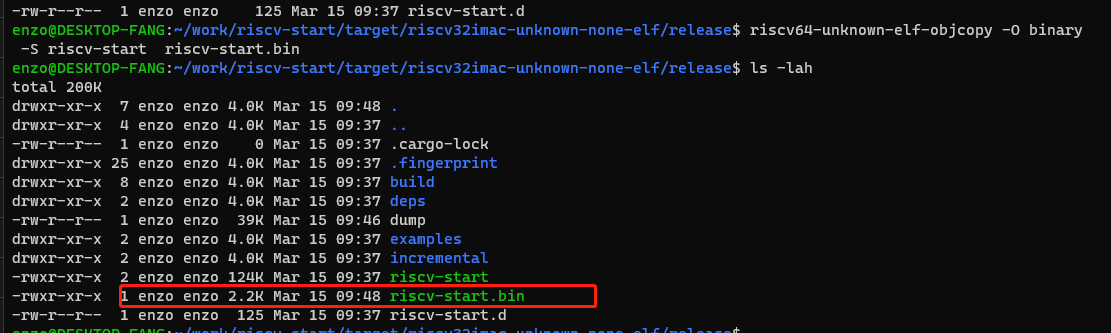 -rw-r--r--  1 enzo enzo    125 Mar 15 09:37 riscv-start.d
enzo@DESKTOP-FANG:~/work/riscv-start/target/riscv32imac-unknown-none-elf/release$ riscv64-unknown-elf-objcopy -O binary
 -S riscv-start  riscv-start.bin
enzo@DESKTOP-FANG:~/work/riscv-start/target/riscv32imac-unknown-none-elf/release$ ls -lah
total 200K
drwxr-xr-x  7 enzo enzo 4.0K Mar 15 09:48 .
drwxr-xr-x  4 enzo enzo 4.0K Mar 15 09:37 ..
-rw-r--r--  1 enzo enzo    0 Mar 15 09:37 .cargo-lock
drwxr-xr-x 25 enzo enzo 4.0K Mar 15 09:37 .fingerprint
drwxr-xr-x  8 enzo enzo 4.0K Mar 15 09:37 build
drwxr-xr-x  2 enzo enzo 4.0K Mar 15 09:37 deps
-rw-r--r--  1 enzo enzo  39K Mar 15 09:46 dump
drwxr-xr-x  2 enzo enzo 4.0K Mar 15 09:37 examples
drwxr-xr-x  2 enzo enzo 4.0K Mar 15 09:37 incremental
-rwxr-xr-x  2 enzo enzo 124K Mar 15 09:37 riscv-start
-rwxr-xr-x  1 enzo enzo 2.2K Mar 15 09:48 riscv-start.bin
-rw-r--r--  1 enzo enzo  125 Mar 15 09:37 riscv-start.d
enzo@DESKTOP-FANG:~/work/riscv-start/target/riscv32imac-unknown-none-elf/release$